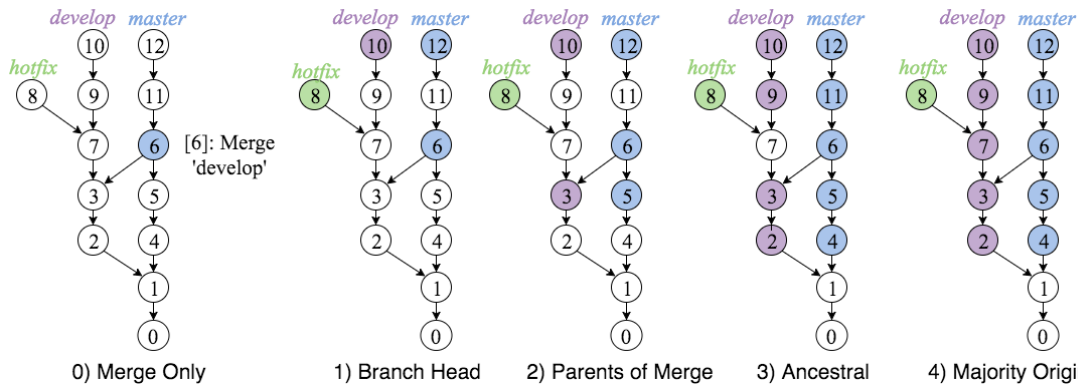 develop master
10 12
hotfix
8 9 11
7 6 [6]: Merge
'develop'
3 5
2 4
1
0
0) Merge Only
develop master
10 12
hotfix
8 9 11
7 6
3 5
2 4
1
0
1) Branch Head
develop master
10 12
hotfix
8 9 11
7 6
3 5
2 4
1
0
2) Parents of Merge
develop master
10 12
hotfix
8 9 11
7 6
3 5
2 4
1
0
3) Ancestral
develop master
10 12
hotfix
8 9 11
7 6
3 5
2 4
1
0
4) Majority Origi